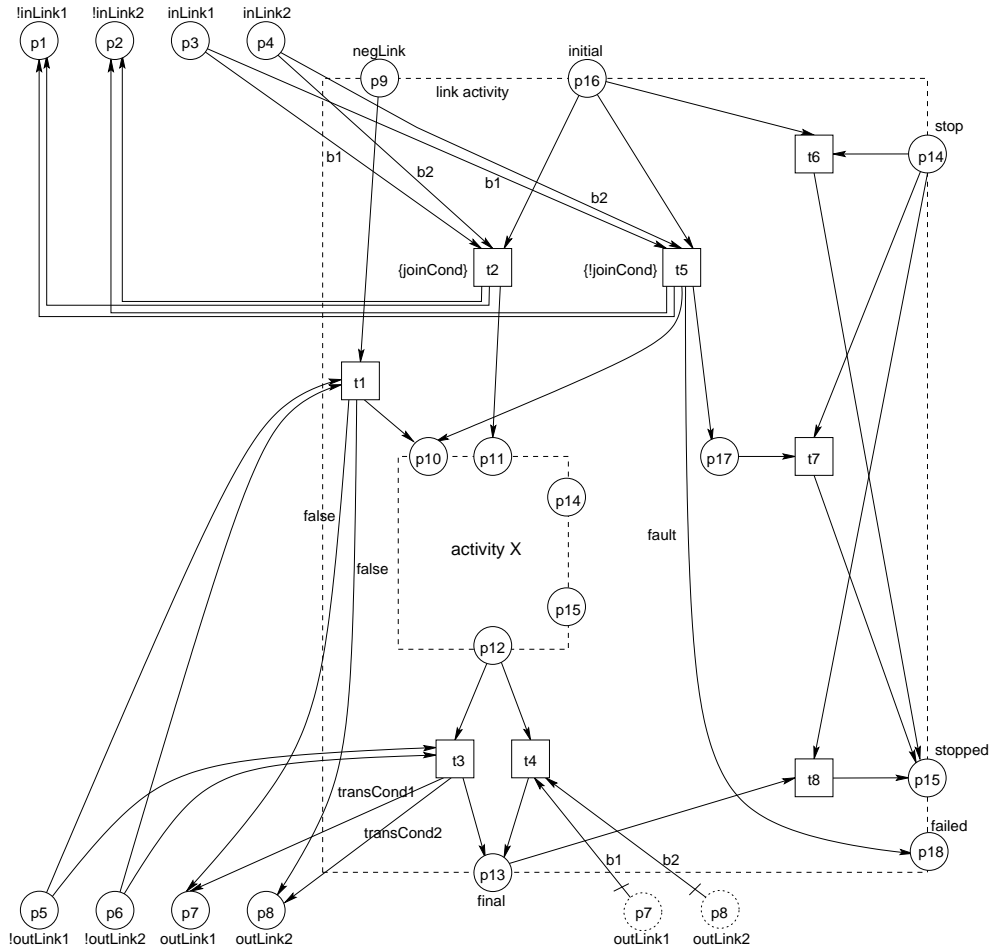 !inLink1 !inLink2 inLink1 inLink2
p1 p2 p3 p4
negLink initial
p9 p16
link activity
stop
t6 p14
b1 b2 b1 b2
{joinCond} t2 {!joinCond} t5
t1
p10 p11 p17 t7
p14
false fault
activity X
false
p15
p12
stopped
t3 t4 t8 p15
transCond1
failed
transCond2
p18
b1 b2
p13
final
p5 p6 p7 p8 p7 p8
!outLink1 !outLink2 outLink1 outLink2 outLink1 outLink2